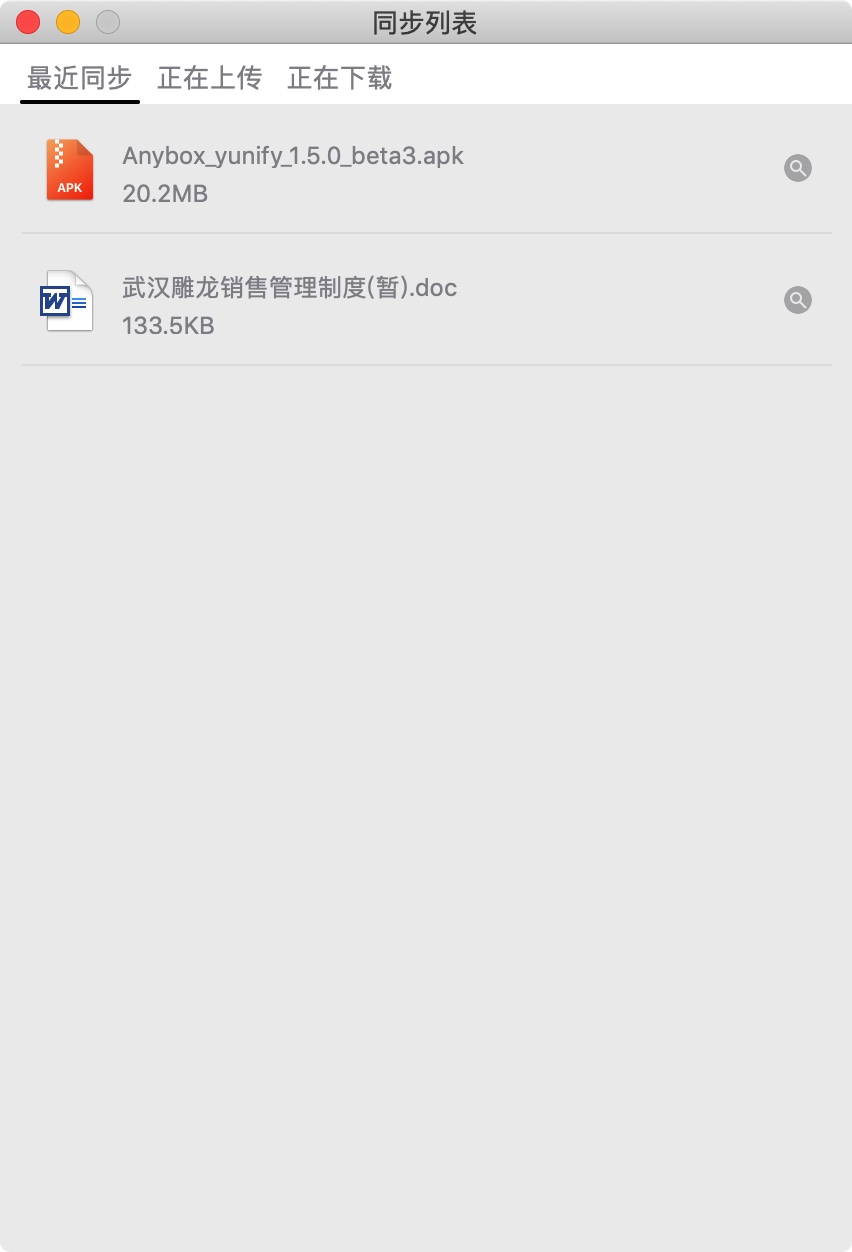 同步列表
最近同步 正在上传 正在下载
Anybox_yunify_1.5.0_beta3.apk
APK
20.2MB
武汉雕龙销售管理制度(暂).doc
W
133.5KB